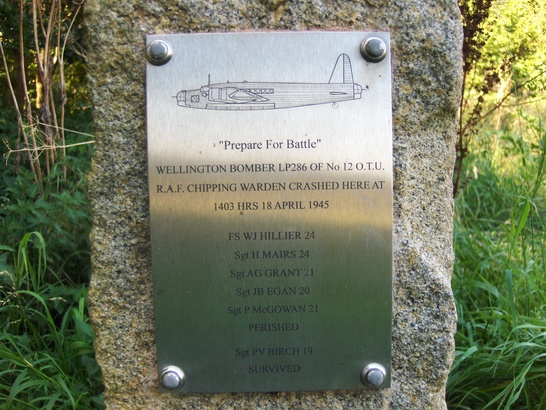 "Prepare For Battle"
WELLINGTON BOMBER LP286 OF No 12 O.T.U.
R.A.F. CHIPPING WARDEN CRASHED HERE AT
1403 HRS 18 APRIL 1945
FS WJ HILLIER 24
Sgt H MAIRS 24
Sgt AG GRANT 21
Sgt JB EGAN 20
Sgt P McGOWAN 21
PERISHED
Sgt PV BIRCH 19
SURVIVED